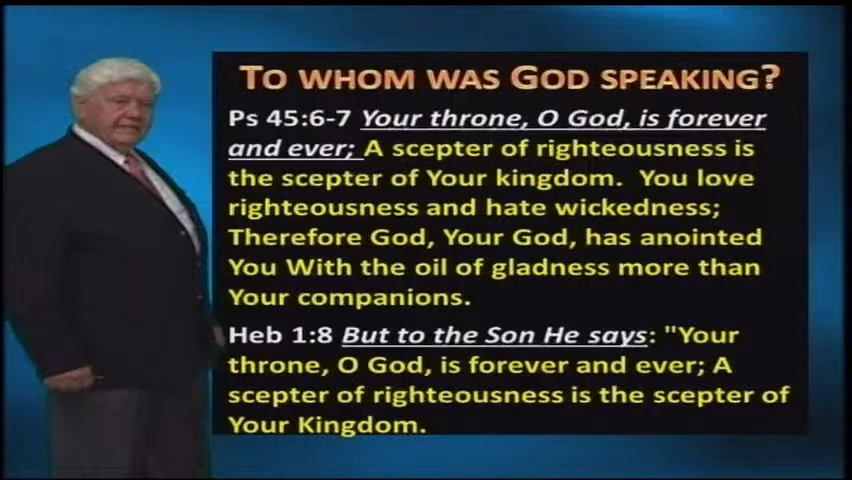 TO WHOM WAS GOD SPEAKING?
Ps 45:6-7 Your throne, O God, is forever
and ever; A scepter of righteousness is
the scepter of Your kingdom. You love
righteousness and hate wickedness;
Therefore God, Your God, has anointed
You With the oil of gladness more than
Your companions.
Heb 1:8 But to the Son He says: "Your
throne, O God, is forever and ever; A
scepter of righteousness is the scepter of
Your Kingdom.